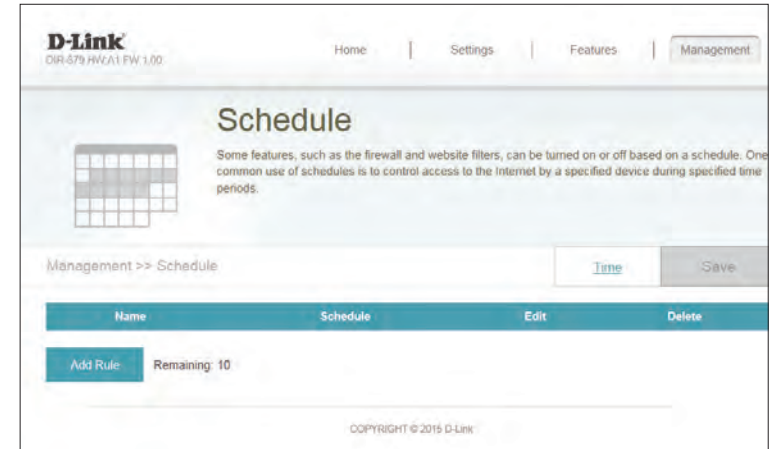 D-Link
DIR-879 HW:A1 FW:1.00
Home | Settings | Features | Management
Schedule
Some features, such as the firewall and website filters, can be turned on or off based on a schedule. One
common use of schedules is to control access to the Internet by a specified device during specified time
periods.
Management >> Schedule
Time
Save
Name Schedule Edit Delete
Add Rule Remaining: 10
COPYRIGHT © 2015 D-Link